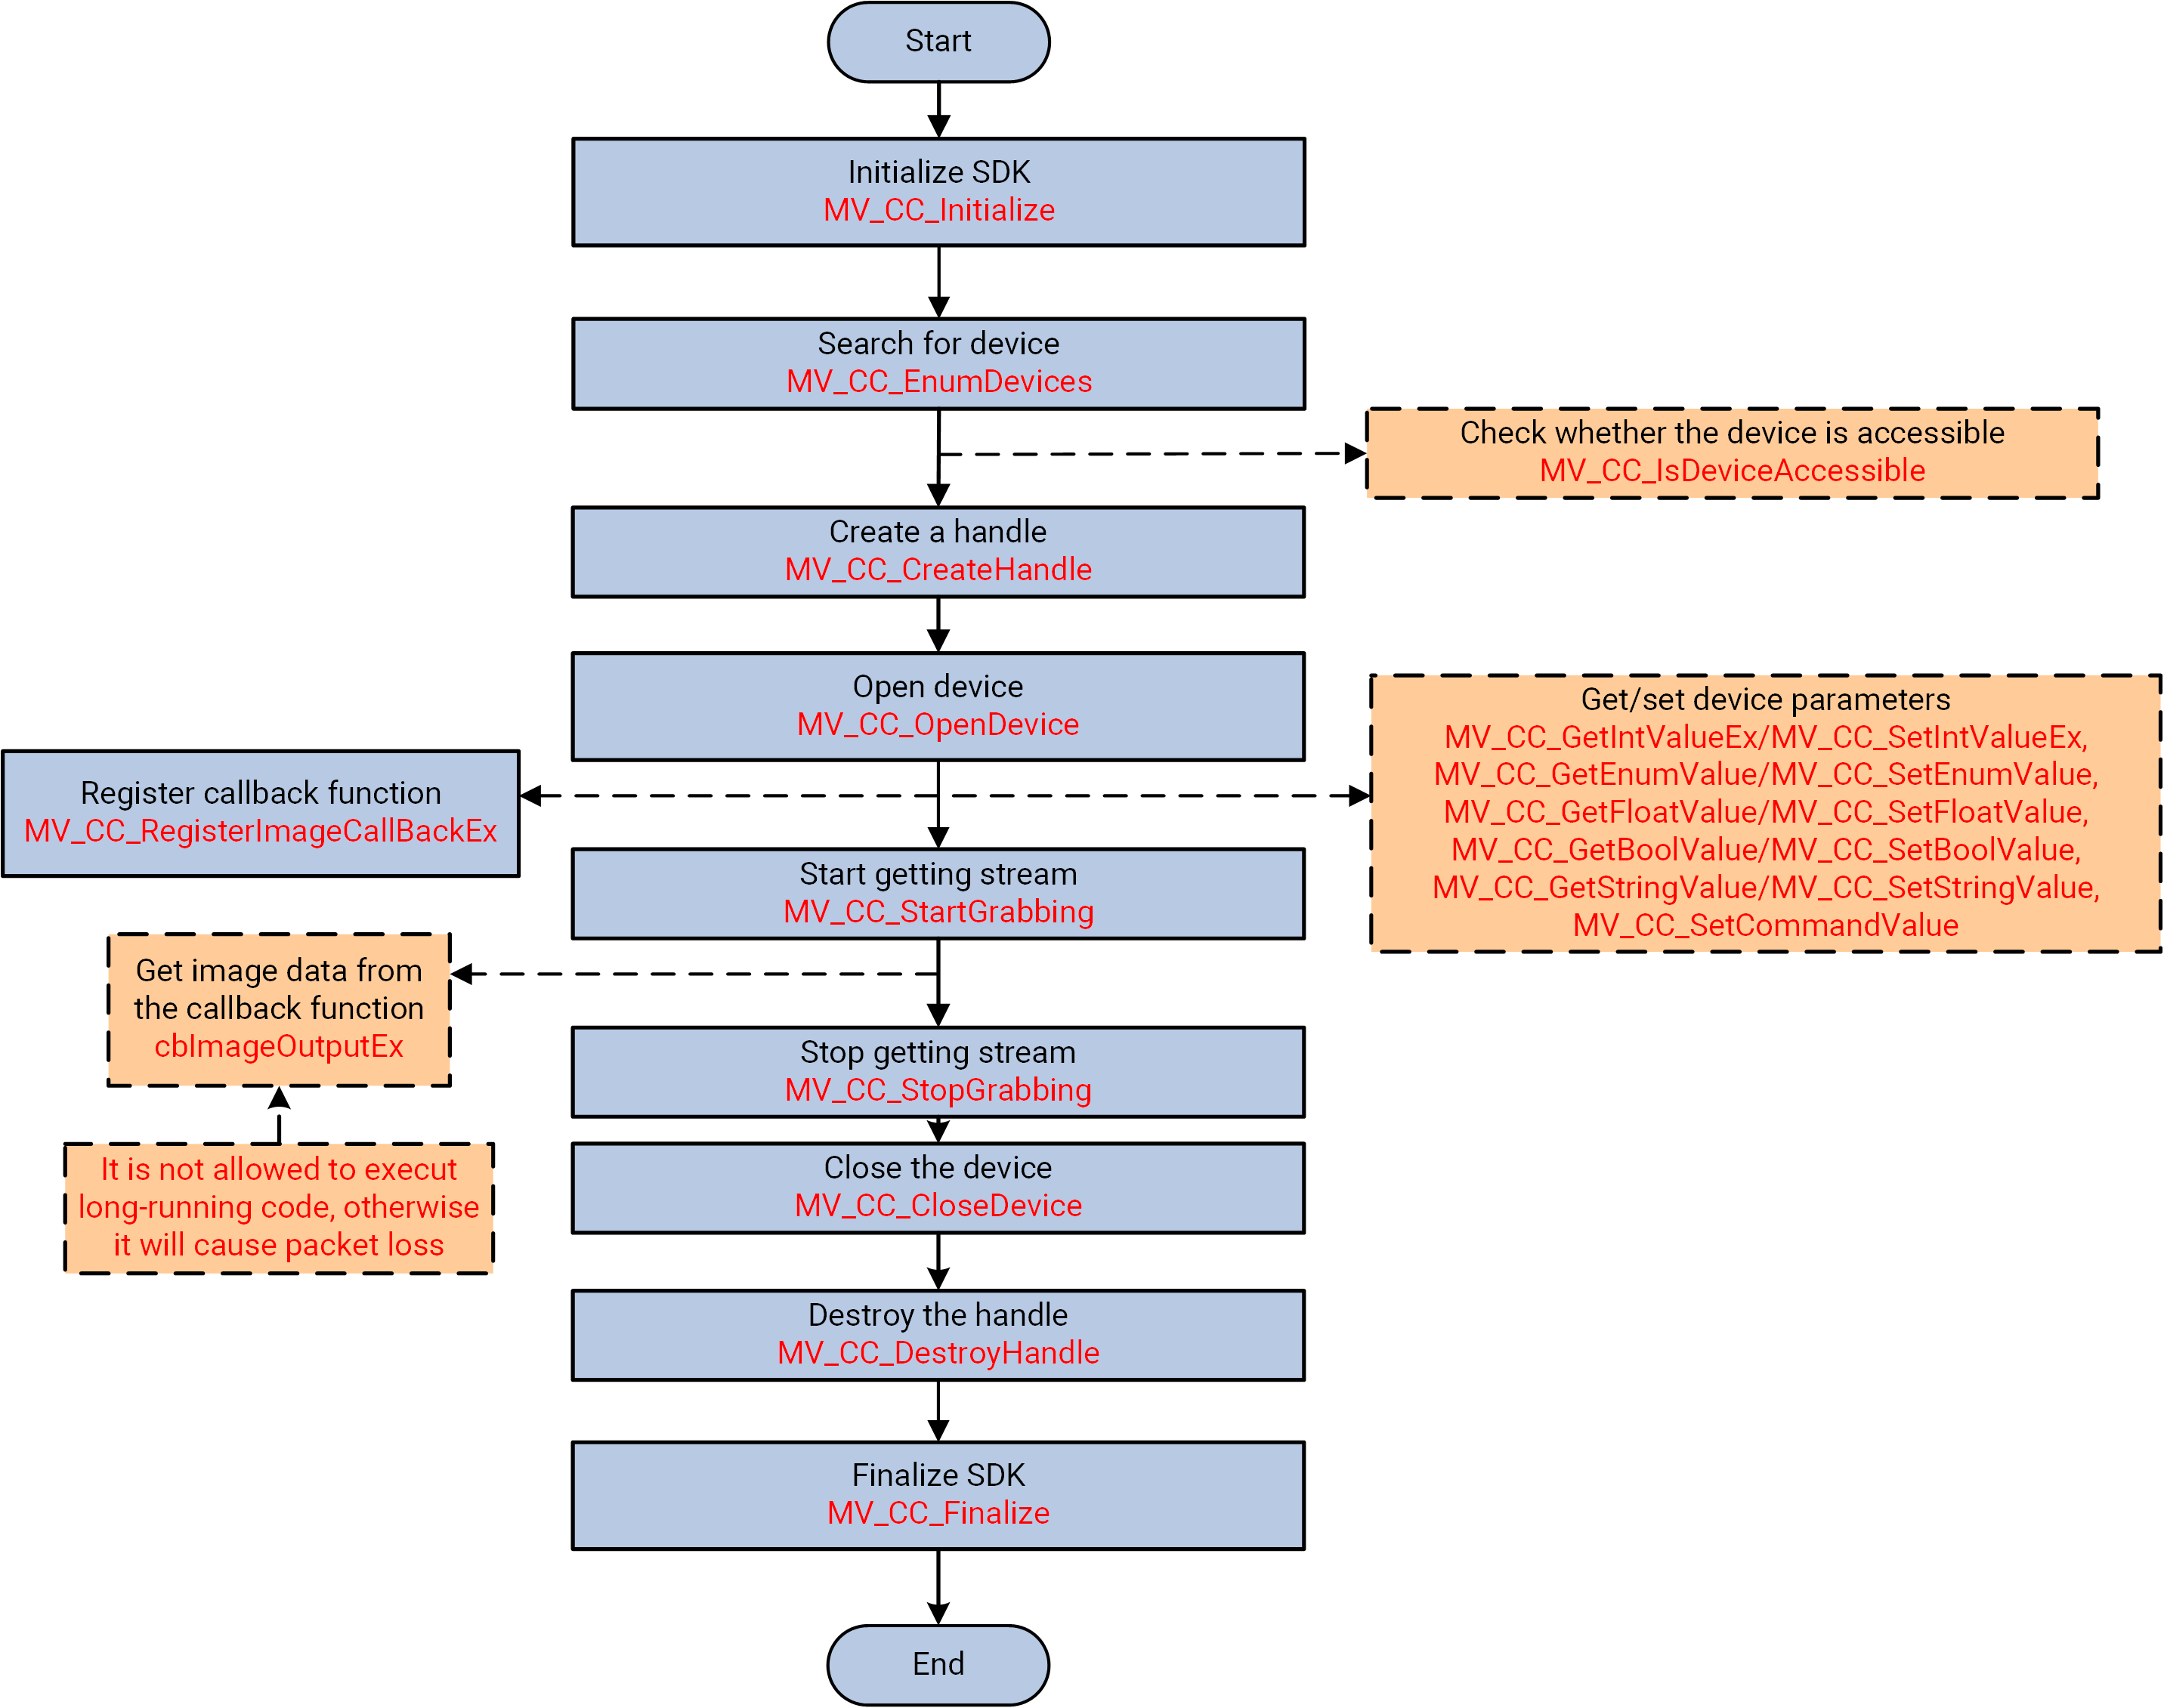 Start
Initialize SDK
MV_CC_Initialize
Search for device
MV_CC_EnumDevices
Check whether the device is accessible
MV_CC_IsDeviceAccessible
Create a handle
MV_CC_CreateHandle
Open device
MV_CC_OpenDevice
Get/set device parameters
MV_CC_GetIntValueEx/MV_CC_SetIntValueEx,
MV_CC_GetEnumValue/MV_CC_SetEnumValue,
MV_CC_GetFloatValue/MV_CC_SetFloatValue,
MV_CC_GetBoolValue/MV_CC_SetBoolValue,
MV_CC_GetStringValue/MV_CC_SetStringValue,
MV_CC_SetCommandValue
Register callback function
MV_CC_RegisterImageCallBackEx
Start getting stream
MV_CC_StartGrabbing
Get image data from
the callback function
cbImageOutputEx
It is not allowed to execut
long-running code, otherwise
it will cause packet loss
Stop getting stream
MV_CC_StopGrabbing
Close the device
MV_CC_CloseDevice
Destroy the handle
MV_CC_DestroyHandle
Finalize SDK
MV_CC_Finalize
End